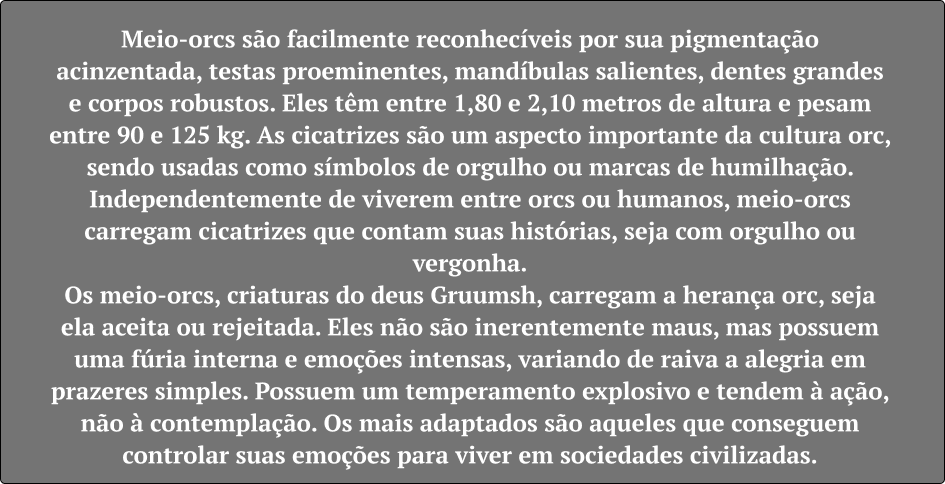 Meio-orcs são facilmente reconhecíveis por sua pigmentação
acinzentada, testas proeminentes, mandíbulas salientes, dentes grandes
e corpos robustos. Eles têm entre 1,80 e 2,10 metros de altura e pesam
entre 90 e 125 kg. As cicatrizes são um aspecto importante da cultura orc,
sendo usadas como símbolos de orgulho ou marcas de humilhação.
Independentemente de viverem entre orcs ou humanos, meio-orcs
carregam cicatrizes que contam suas histórias, seja com orgulho ou
vergonha.
Os meio-orcs, criaturas do deus Gruumsh, carregam a herança orc, seja
ela aceita ou rejeitada. Eles não são inerentemente maus, mas possuem
uma fúria interna e emoções intensas, variando de raiva a alegria em
prazeres simples. Possuem um temperamento explosivo e tendem à ação,
não à contemplação. Os mais adaptados são aqueles que conseguem
controlar suas emoções para viver em sociedades civilizadas.